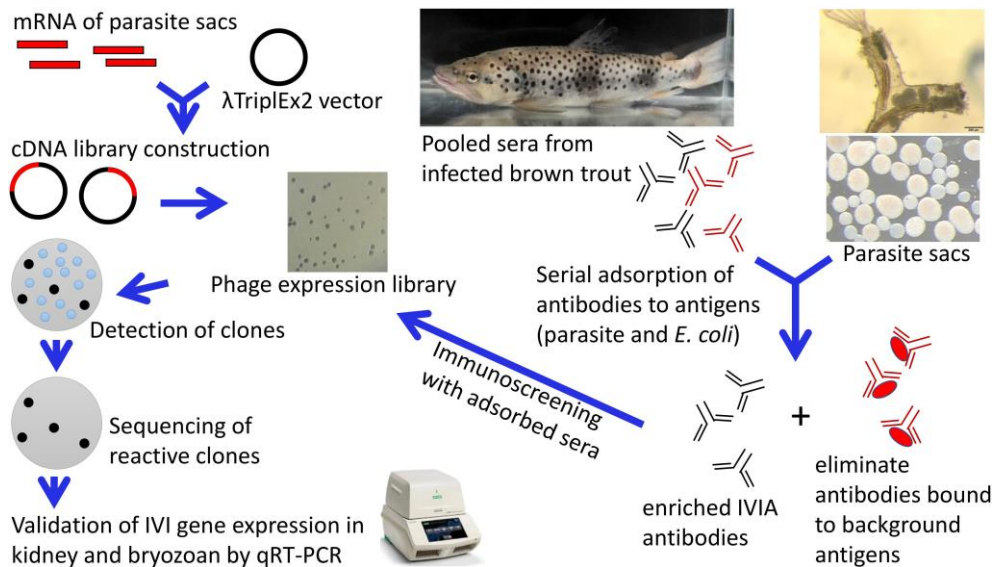 mRNA of parasite sacs
λTriplEx2 vector
cDNA library construction
Phage expression library
Detection of clones
Sequencing of
reactive clones
Validation of IVI gene expression in
kidney and bryozoan by qRT-PCR
Pooled sera from
infected brown trout
Parasite sacs
Serial adsorption of
antibodies to antigens
(parasite and E. coli)
Immunoscreening
with adsorbed sera
+
enriched IVIA
antibodies
eliminate
antibodies bound
to background
antigens